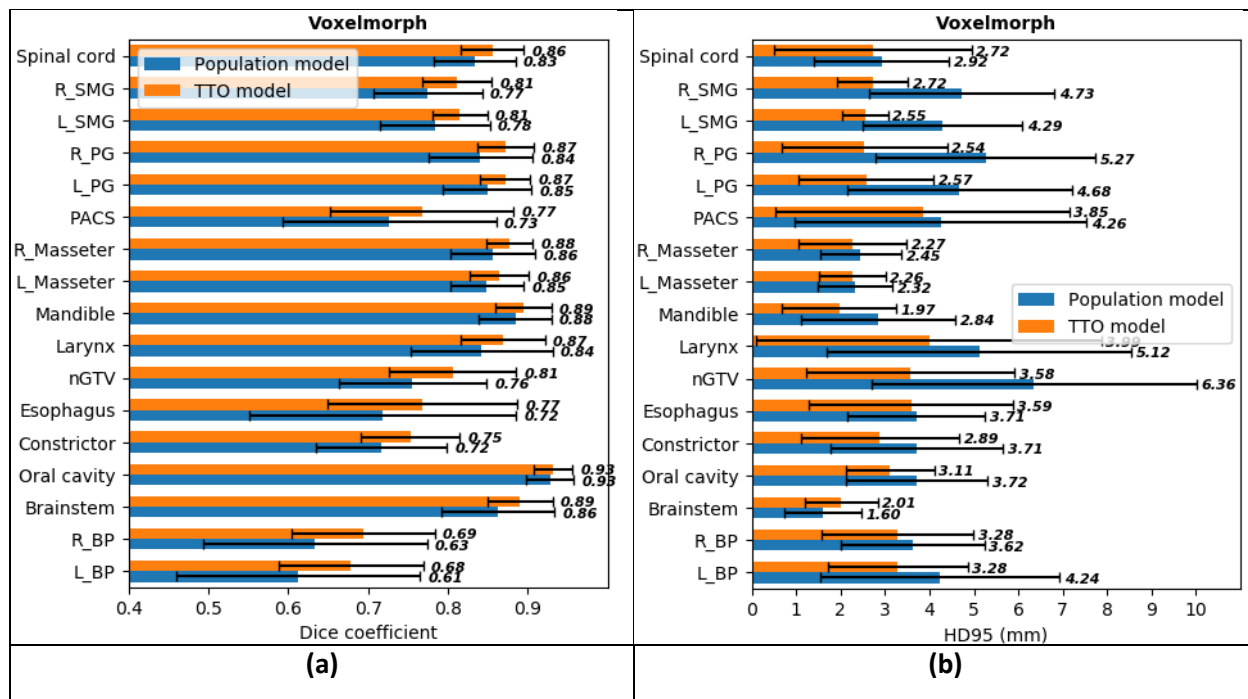 Voxelmorph
Spinal cord
R_SMG
L_SMG
R_PG
L_PG
PACS
R_Masseter
L_Masseter
Mandible
Larynx
nGTV
Esophagus
Constrictor
Oral cavity
Brainstem
R_BP
L_BP
Population model
TTO model
0.86
0.83
0.81
0.77
0.81
0.78
0.87
0.84
0.87
0.85
0.77
0.73
0.88
0.86
0.86
0.85
0.89
0.88
0.87
0.84
0.81
0.76
0.77
0.72
0.75
0.72
0.93
0.93
0.89
0.86
0.69
0.63
0.68
0.61
0.4 0.5 0.6 0.7 0.8 0.9
Dice coefficient
(a)
Voxelmorph
Spinal cord
R_SMG
L_SMG
R_PG
L_PG
PACS
R_Masseter
L_Masseter
Mandible
Larynx
nGTV
Esophagus
Constrictor
Oral cavity
Brainstem
R_BP
L_BP
2.72
2.92
2.72
4.73
2.55
4.29
2.54
5.27
2.57
4.68
3.85
4.26
2.27
2.45
2.26
2.32
Population model
TTO model
1.97
2.84
3.99
5.12
3.58
6.36
3.59
3.71
2.89
3.71
3.11
3.72
2.01
1.60
3.28
3.62
3.28
4.24
0 1 2 3 4 5 6 7 8 9 10
HD95 (mm)
(b)